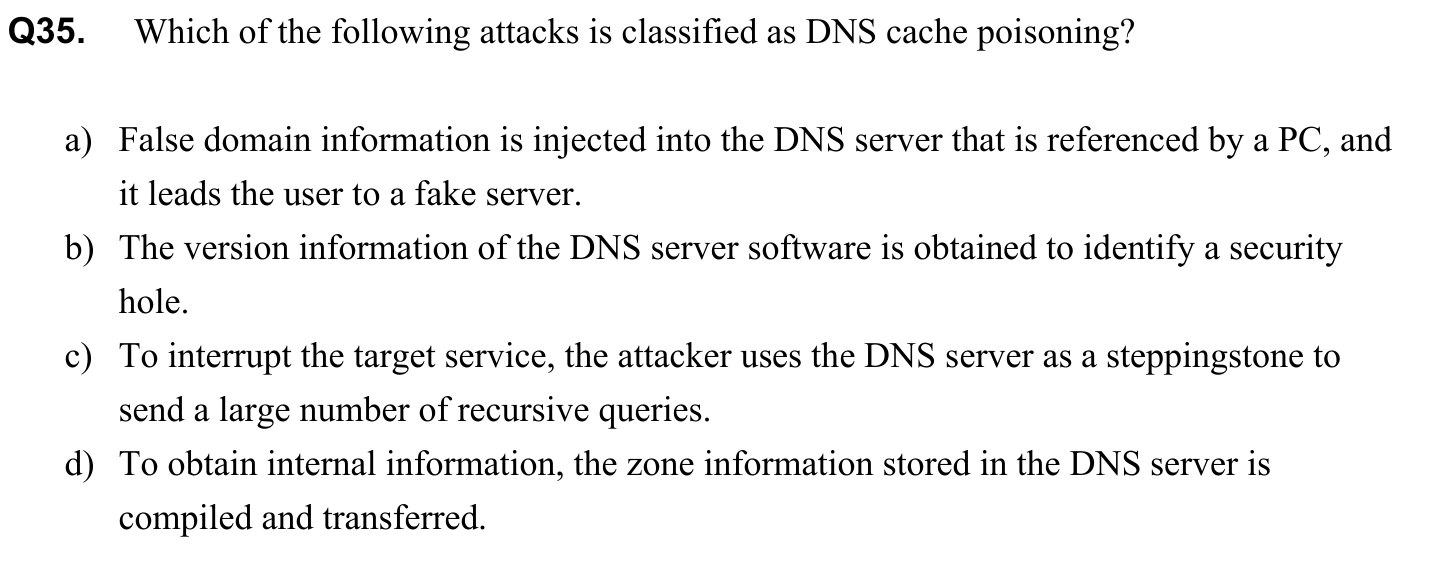 Q35. Which of the following attacks is classified as DNS cache poisoning?
a) False domain information is injected into the DNS server that is referenced by a PC, and
it leads the user to a fake server.
b) The version information of the DNS server software is obtained to identify a security
hole.
c) To interrupt the target service, the attacker uses the DNS server as a steppingstone to
send a large number of recursive queries.
d) To obtain internal information, the zone information stored in the DNS server is
compiled and transferred.